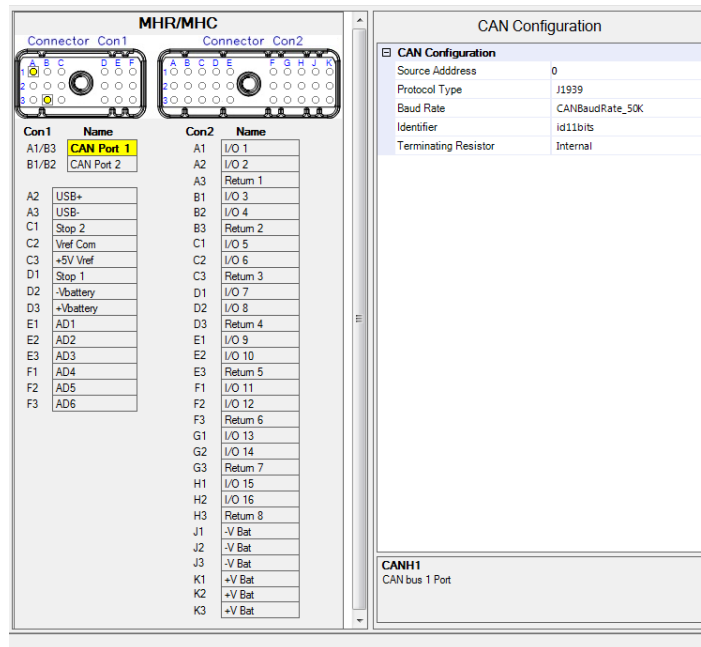 MHR/MHC
Connector Con1
Connector Con2
A B C D E F
1
2
3
A B C D E F G H J K
1
2
3
Con1 Name
A1/B3 CAN Port 1
B1/B2 CAN Port 2
A2 USB+
A3 USB-
C1 Stop 2
C2 Vref Com
C3 +5V Vref
D1 Stop 1
D2 -Vbattery
D3 +Vbattery
E1 AD1
E2 AD2
E3 AD3
F1 AD4
F2 AD5
F3 AD6
Con2 Name
A1 I/O 1
A2 I/O 2
A3 Return 1
B1 I/O 3
B2 I/O 4
B3 Return 2
C1 I/O 5
C2 I/O 6
C3 Return 3
D1 I/O 7
D2 I/O 8
D3 Return 4
E1 I/O 9
E2 I/O 10
E3 Return 5
F1 I/O 11
F2 I/O 12
F3 Return 6
G1 I/O 13
G2 I/O 14
G3 Return 7
H1 I/O 15
H2 I/O 16
H3 Return 8
J1 -V Bat
J2 -V Bat
J3 -V Bat
K1 +V Bat
K2 +V Bat
K3 +V Bat
CAN Configuration
CAN Configuration
Source Adddress 0
Protocol Type J1939
Baud Rate CANBaudRate_50K
Identifier id11bits
Terminating Resistor Internal
CANH1
CAN bus 1 Port